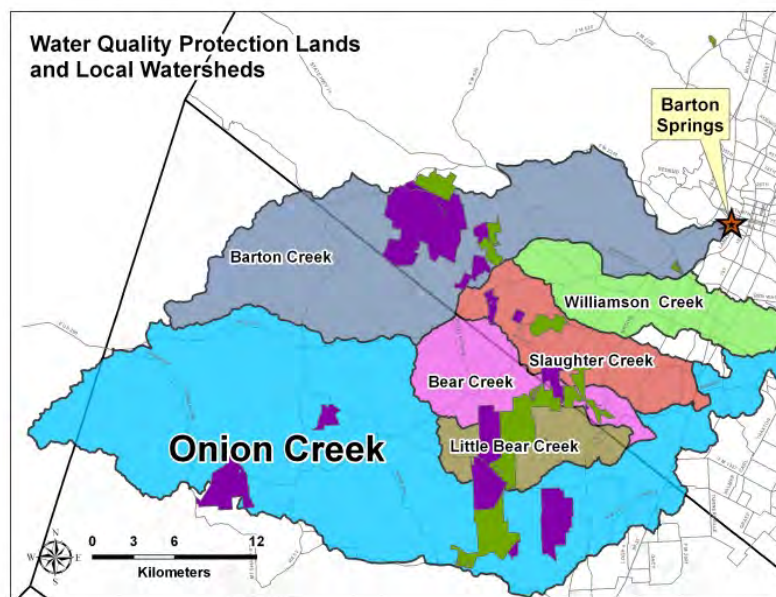 Water Quality Protection Lands
and Local Watersheds
Barton
Springs
Barton Creek
Williamson Creek
Slaughter Creek
Bear Creek
Onion Creek
Little Bear Creek
N
W
E
S
0 3 6 12
Kilometers